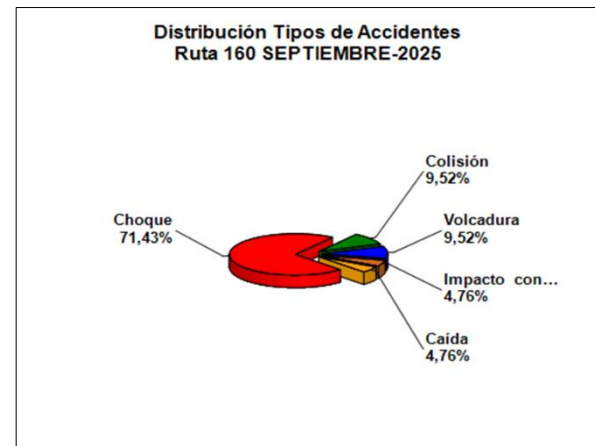 Distribución Tipos de Accidentes
Ruta 160 SEPTIEMBRE-2025
Colisión
9,52%
Choque
71,43%
Volcadura
9,52%
Impacto con...
4,76%
Caída
4,76%